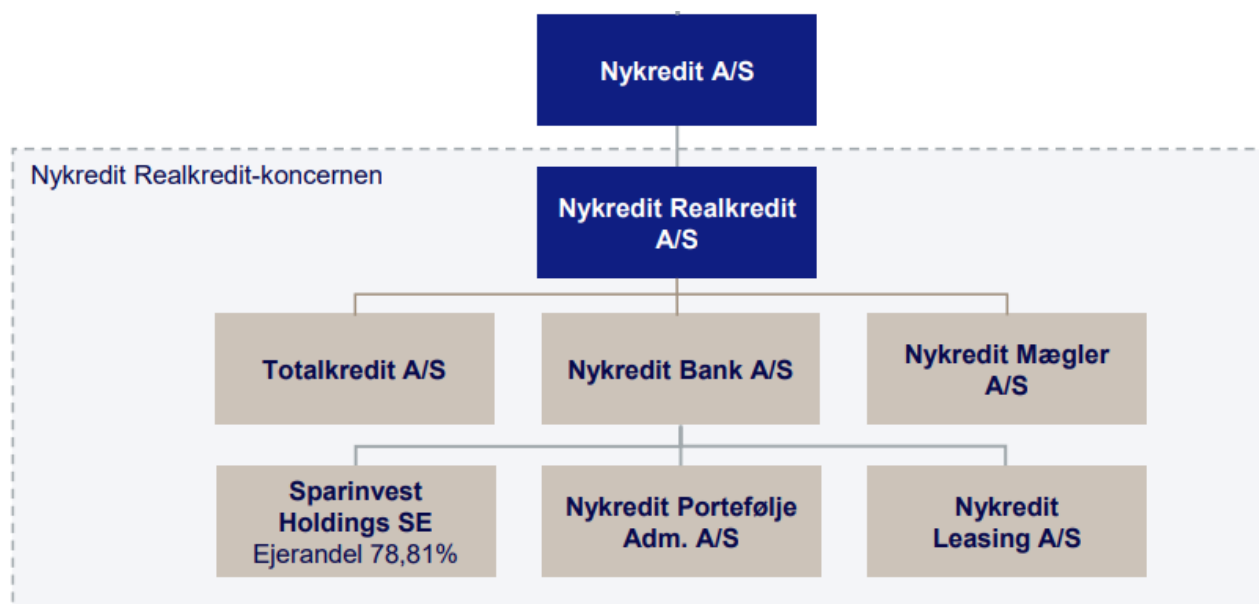 Nykredit A/S
Nykredit Realkredit-koncernen
Nykredit Realkredit
A/S
Totalkredit A/S
Nykredit Bank A/S
Nykredit Mægler
A/S
Sparinvest
Holdings SE
Ejerandel 78,81%
Nykredit Portefølje
Adm. A/S
Nykredit
Leasing A/S